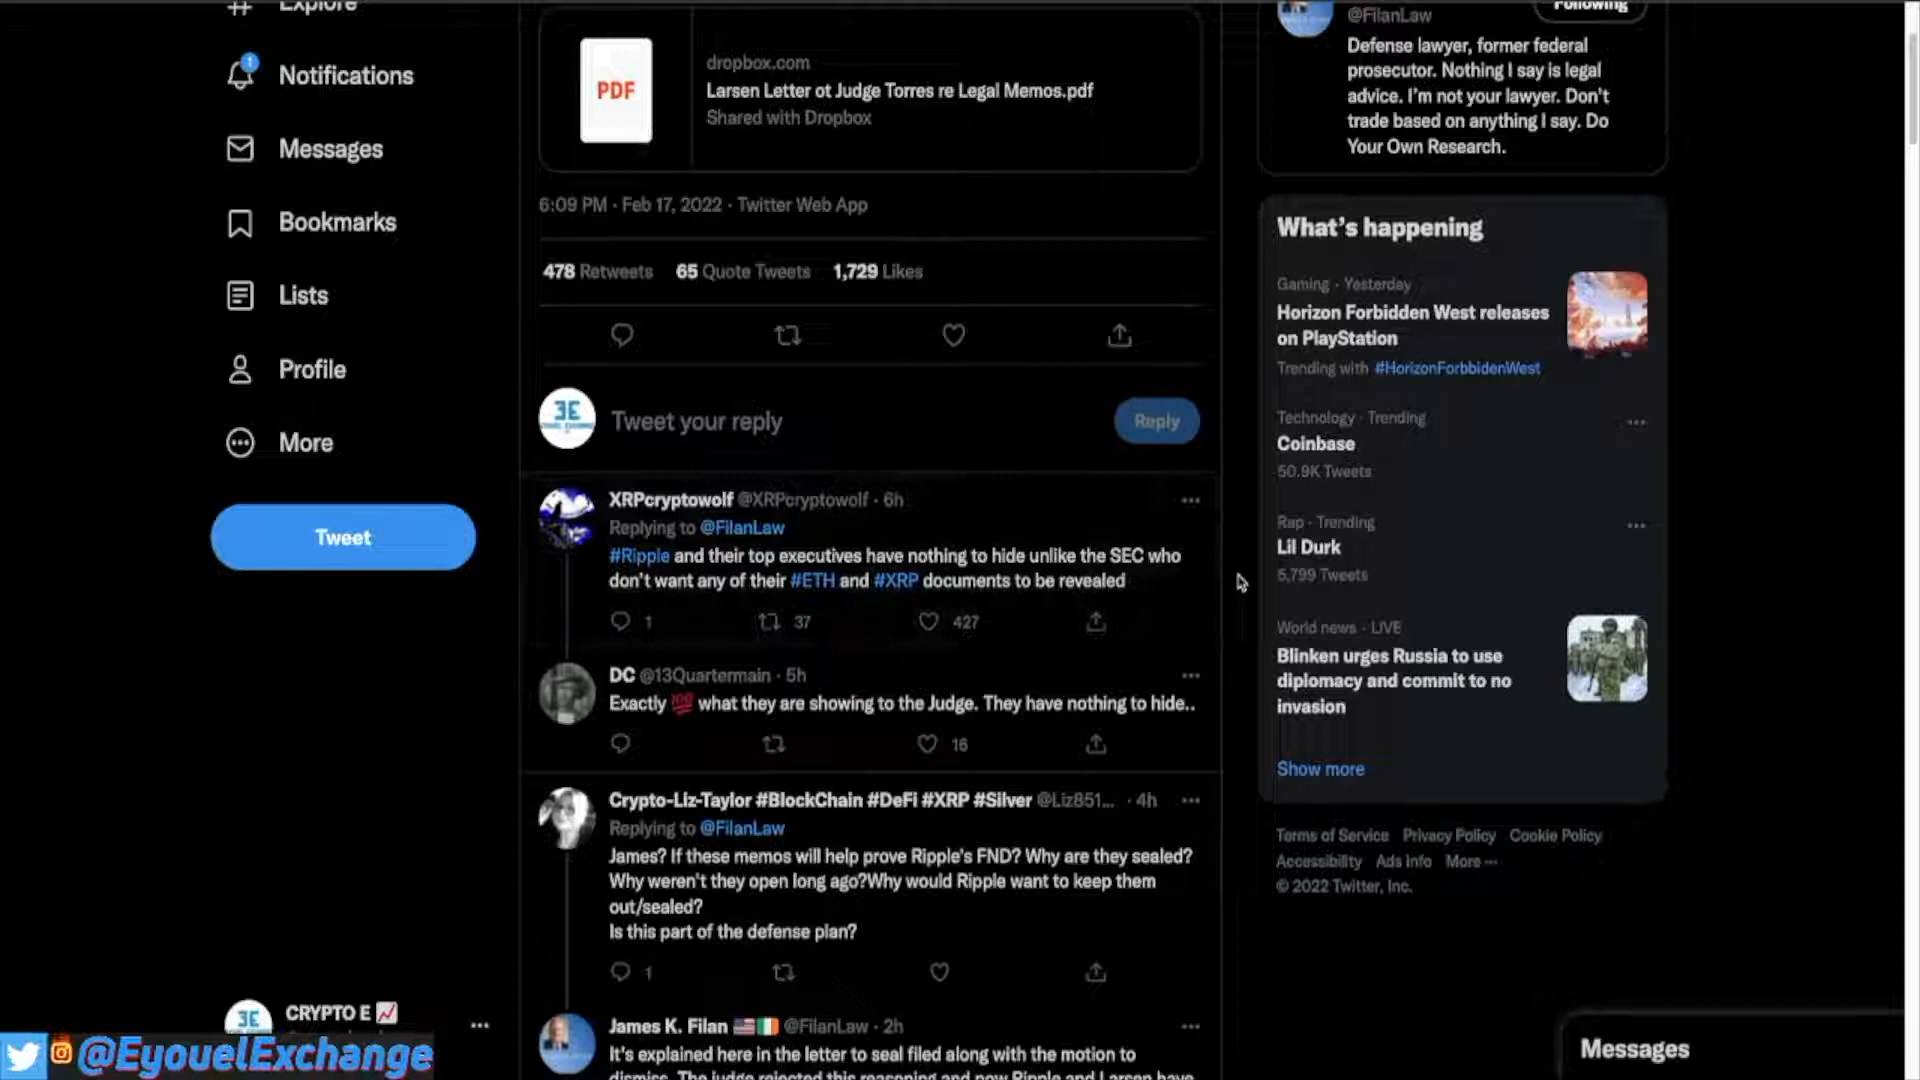 Explore
Notifications
Messages
Bookmarks
Lists
Profile
More
Tweet
CRYPTO E
@EyouelExchange
PDF
dropbox.com
Larsen Letter ot Judge Torres re Legal Memos.pdf
Shared with Dropbox
6:09 PM · Feb 17, 2022 · Twitter Web App
478 Retweets 65 Quote Tweets 1,729 Likes
Tweet your reply
Reply
XRPcryptowolf @XRPcryptowolf · 6h
Replying to @FilanLaw
#Ripple and their top executives have nothing to hide unlike the SEC who
don't want any of their #ETH and #XRP documents to be revealed
1 37 427
DC @13Quartermain · 5h
Exactly 💯 what they are showing to the Judge. They have nothing to hide..
16
Crypto-Liz-Taylor #BlockChain #DeFi #XRP #Silver @Liz851... · 4h
Replying to @FilanLaw
James? If these memos will help prove Ripple's FND? Why are they sealed?
Why weren't they open long ago?Why would Ripple want to keep them
out/sealed?
Is this part of the defense plan?
1
James K. Filan @FilanLaw · 2h
It's explained here in the letter to seal filed along with the motion to
dismiss. The judge rejected this reasoning and now Ripple and Larsen have
@FilanLaw
Following
Defense lawyer, former federal
prosecutor. Nothing I say is legal
advice. I'm not your lawyer. Don't
trade based on anything I say. Do
Your Own Research.
What's happening
Gaming · Yesterday
Horizon Forbidden West releases
on PlayStation
Trending with #HorizonForbbidenWest
Technology · Trending
Coinbase
50.9K Tweets
Rap · Trending
Lil Durk
5,799 Tweets
World news · LIVE
Blinken urges Russia to use
diplomacy and commit to no
invasion
Show more
Terms of Service Privacy Policy Cookie Policy
Accessibility Ads info More ···
© 2022 Twitter, Inc.
Messages